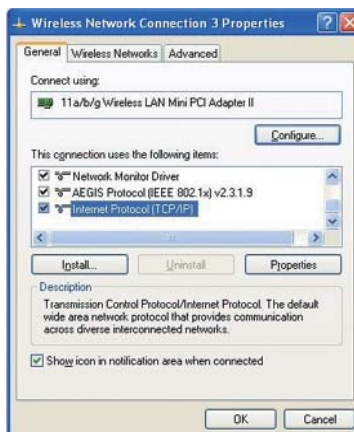 Wireless Network Connection 3 Properties
General Wireless Networks Advanced
Connect using:
11a/b/g Wireless LAN Mini PCI Adapter II
Configure...
This connection uses the following items:
Network Monitor Driver
AEGIS Protocol (IEEE 802.1x) v2.3.1.9
Internet Protocol (TCP/IP)
Install... Uninstall Properties
Description
Transmission Control Protocol/Internet Protocol. The default
wide area network protocol that provides communication
across diverse interconnected networks.
Show icon in notification area when connected
OK Cancel